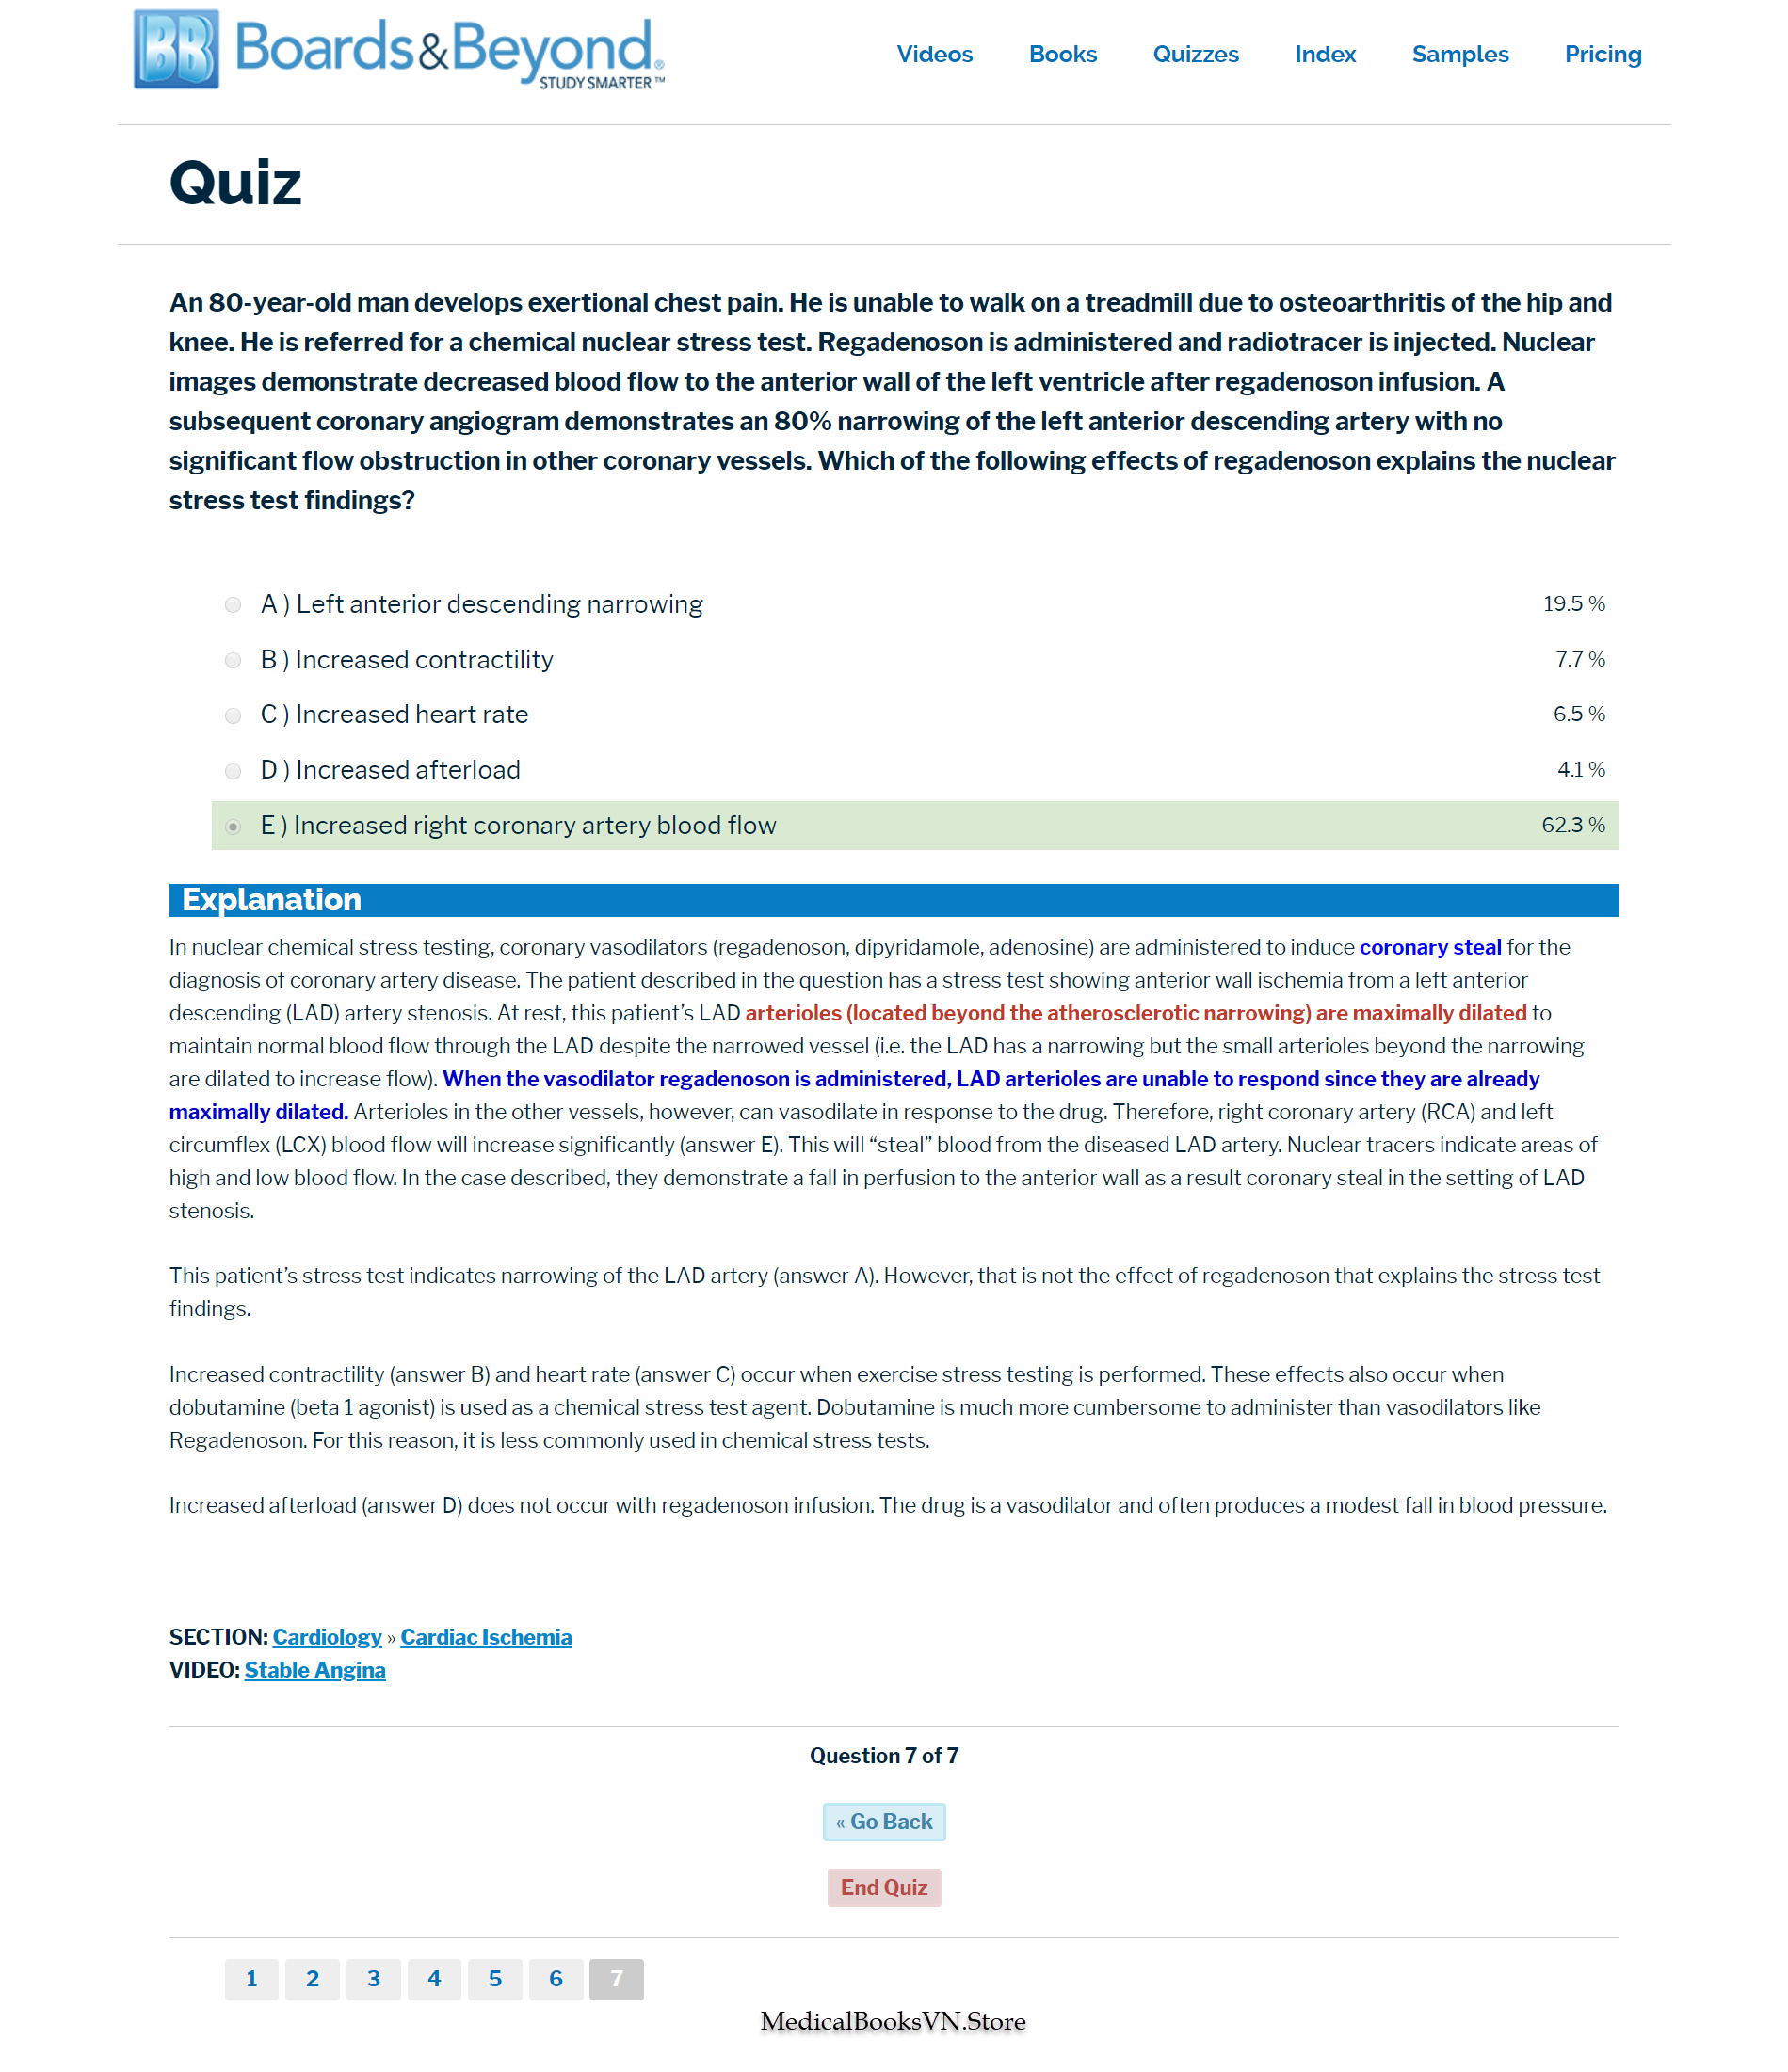 BB Boards&Beyond®
STUDY SMARTER™
Videos Books Quizzes Index Samples Pricing
Quiz
An 80-year-old man develops exertional chest pain. He is unable to walk on a treadmill due to osteoarthritis of the hip and
knee. He is referred for a chemical nuclear stress test. Regadenoson is administered and radiotracer is injected. Nuclear
images demonstrate decreased blood flow to the anterior wall of the left ventricle after regadenoson infusion. A
subsequent coronary angiogram demonstrates an 80% narrowing of the left anterior descending artery with no
significant flow obstruction in other coronary vessels. Which of the following effects of regadenoson explains the nuclear
stress test findings?
A ) Left anterior descending narrowing 19.5 %
B ) Increased contractility 7.7 %
C ) Increased heart rate 6.5 %
D ) Increased afterload 4.1 %
E ) Increased right coronary artery blood flow 62.3 %
Explanation
In nuclear chemical stress testing, coronary vasodilators (regadenoson, dipyridamole, adenosine) are administered to induce coronary steal for the
diagnosis of coronary artery disease. The patient described in the question has a stress test showing anterior wall ischemia from a left anterior
descending (LAD) artery stenosis. At rest, this patient’s LAD arterioles (located beyond the atherosclerotic narrowing) are maximally dilated to
maintain normal blood flow through the LAD despite the narrowed vessel (i.e. the LAD has a narrowing but the small arterioles beyond the narrowing
are dilated to increase flow). When the vasodilator regadenoson is administered, LAD arterioles are unable to respond since they are already
maximally dilated. Arterioles in the other vessels, however, can vasodilate in response to the drug. Therefore, right coronary artery (RCA) and left
circumflex (LCX) blood flow will increase significantly (answer E). This will “steal” blood from the diseased LAD artery. Nuclear tracers indicate areas of
high and low blood flow. In the case described, they demonstrate a fall in perfusion to the anterior wall as a result coronary steal in the setting of LAD
stenosis.
This patient’s stress test indicates narrowing of the LAD artery (answer A). However, that is not the effect of regadenoson that explains the stress test
findings.
Increased contractility (answer B) and heart rate (answer C) occur when exercise stress testing is performed. These effects also occur when
dobutamine (beta 1 agonist) is used as a chemical stress test agent. Dobutamine is much more cumbersome to administer than vasodilators like
Regadenoson. For this reason, it is less commonly used in chemical stress tests.
Increased afterload (answer D) does not occur with regadenoson infusion. The drug is a vasodilator and often produces a modest fall in blood pressure.
SECTION: Cardiology » Cardiac Ischemia
VIDEO: Stable Angina
Question 7 of 7
« Go Back
End Quiz
1 2 3 4 5 6 7
MedicalBooksVN.Store